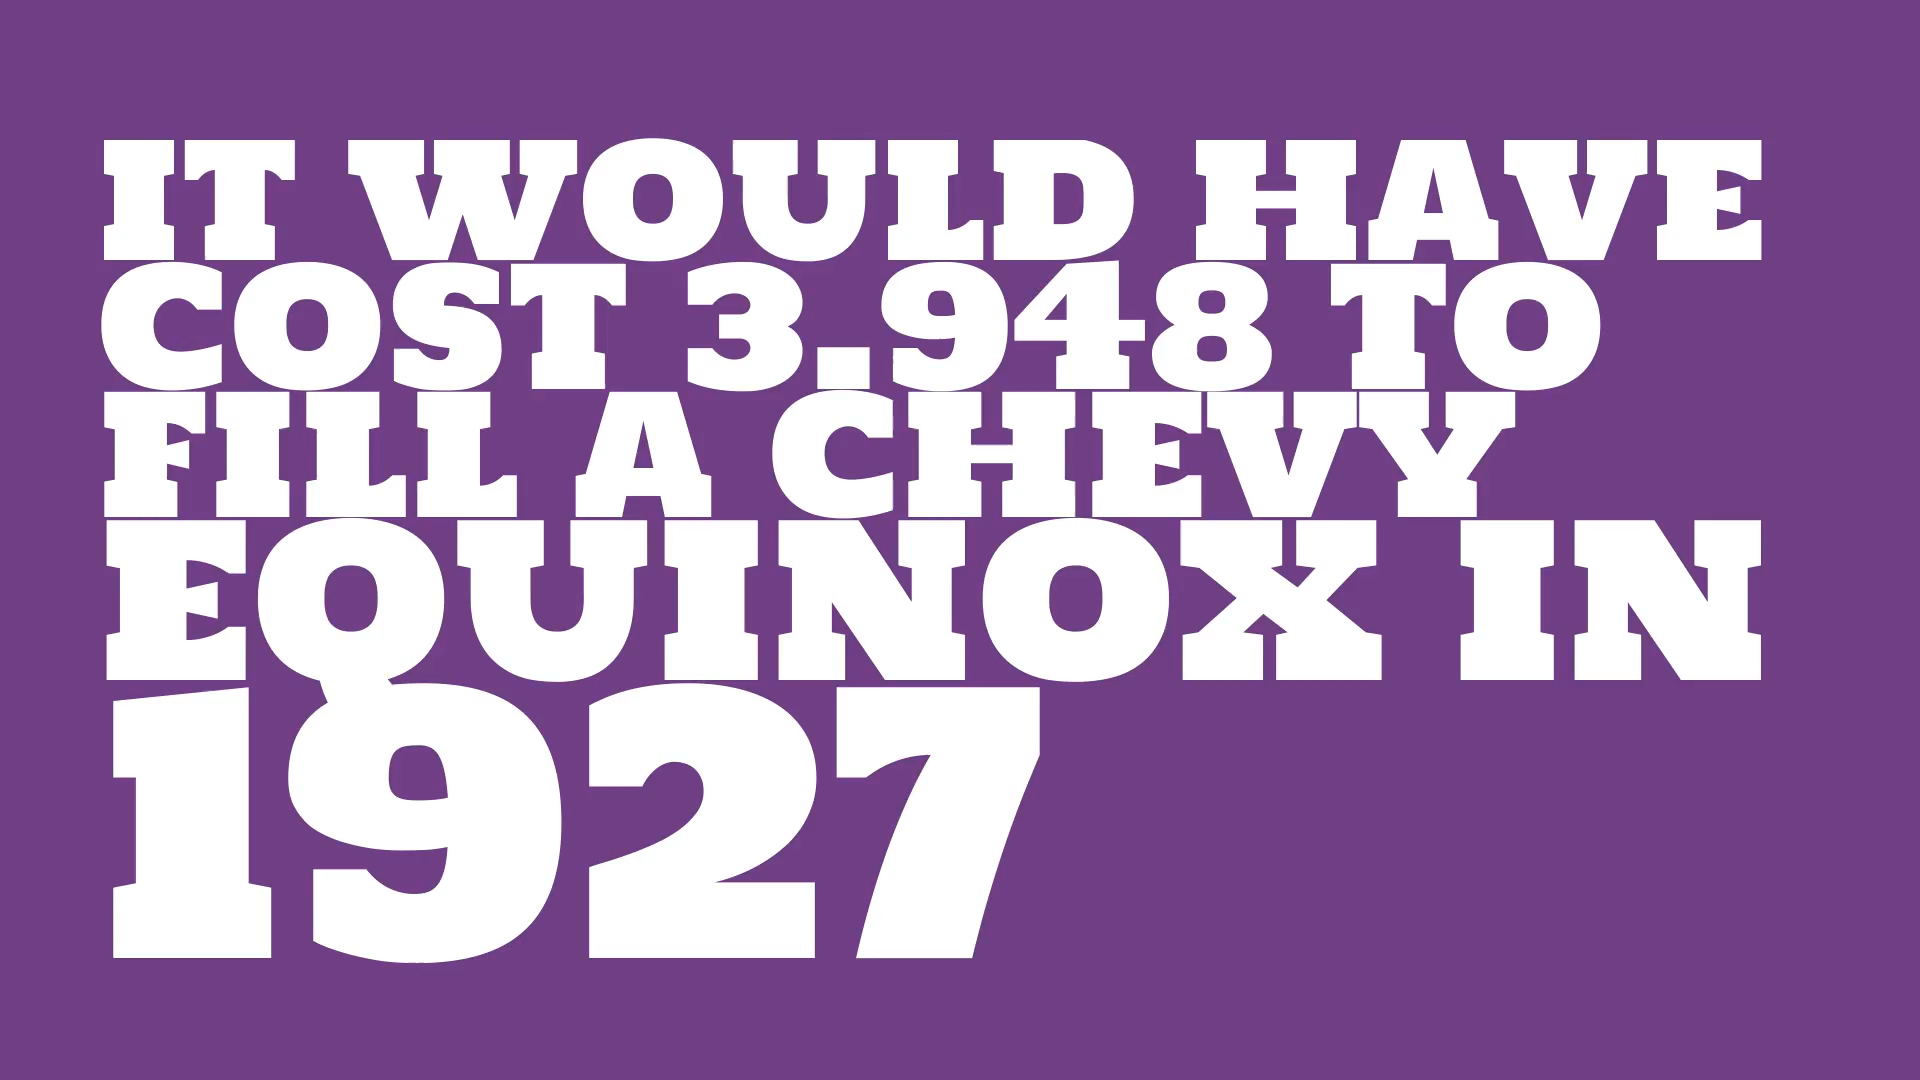 IT WOULD HAVE
COST 3.948 TO
FILL A CHEVY
EQUINOX IN
1927